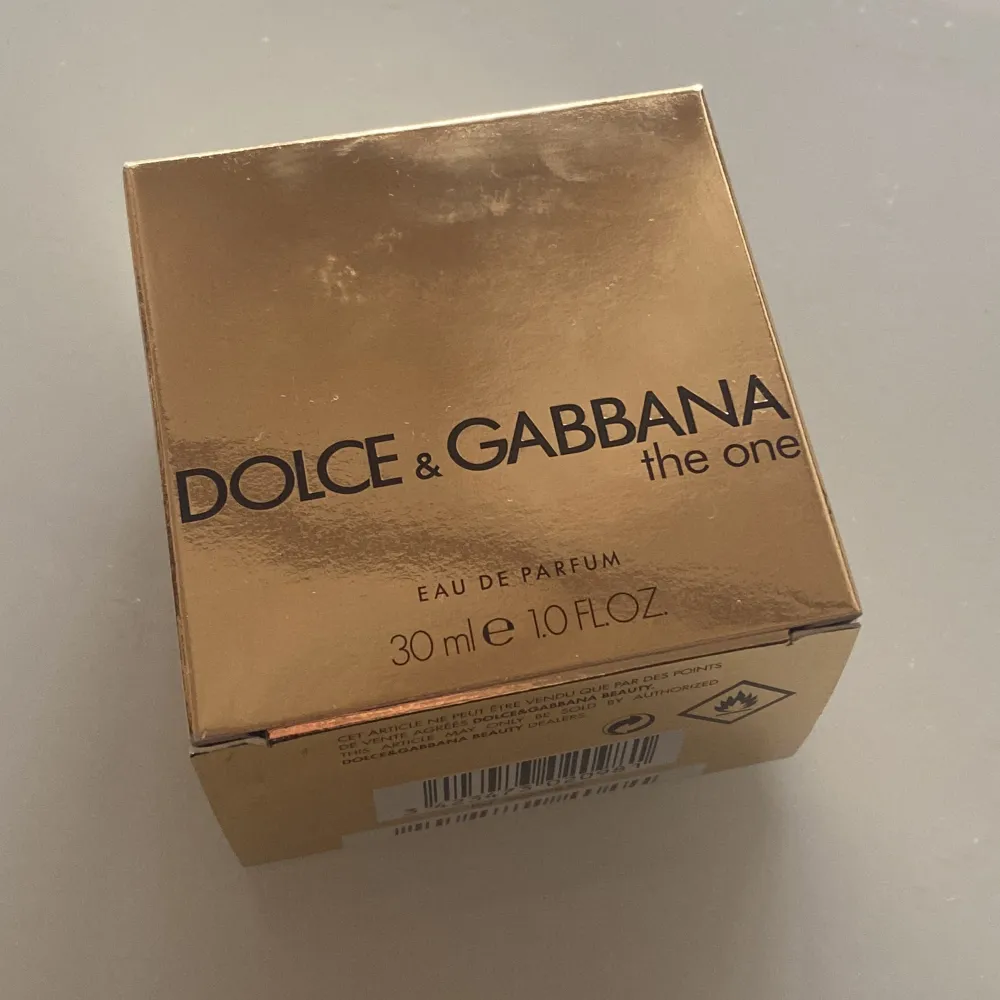 DOLCE & GABBANA
the one
EAU DE PARFUM
30 ml e 1.0 FL.OZ.
CET ARTICLE NE PEUT ÊTRE VENDU QUE PAR DES POINTS
DE VENTE AGRÉÉS DOLCE&GABBANA BEAUTY.
THIS ARTICLE MAY ONLY BE SOLD BY AUTHORIZED
DOLCE&GABBANA BEAUTY DEALERS.